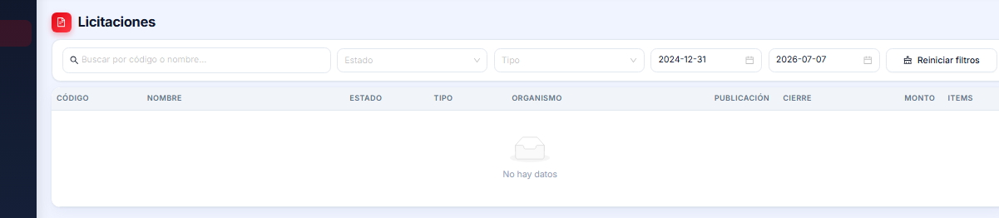 Licitaciones
Buscar por código o nombre... Estado Tipo 2024-12-31 2026-07-07 Reiniciar filtros
CÓDIGO NOMBRE ESTADO TIPO ORGANISMO PUBLICACIÓN CIERRE MONTO ITEMS
No hay datos